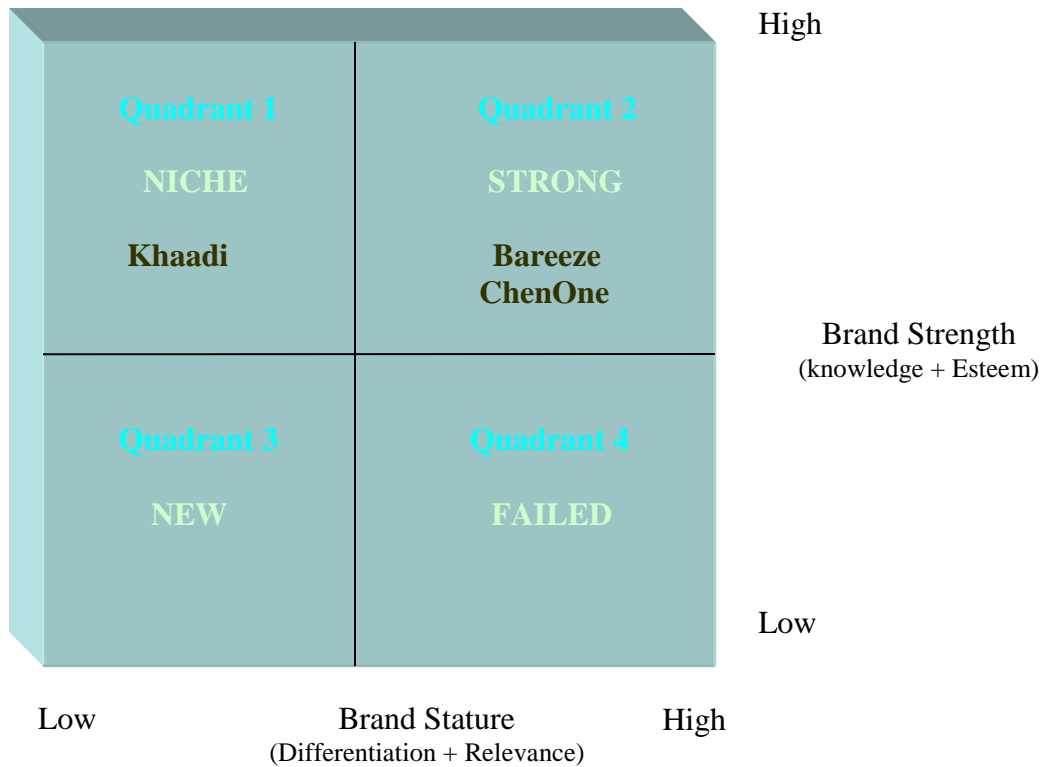 High
Quadrant 1
NICHE
Khaadi
Quadrant 2
STRONG
Bareeze
ChenOne
Brand Strength
(knowledge + Esteem)
Quadrant 3
NEW
Quadrant 4
FAILED
Low
Low
Brand Stature
(Differentiation + Relevance)
High